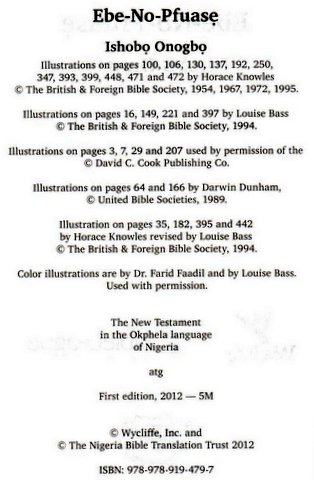 Ebe-No-Pfuasẹ
Ishobọ Onogbọ
Illustrations on pages 100, 106, 130, 137, 192, 250,
347, 393, 399, 448, 471 and 472 by Horace Knowles
© The British & Foreign Bible Society, 1954, 1967, 1972, 1995.
Illustrations on pages 16, 149, 221 and 397 by Louise Bass
© The British & Foreign Bible Society, 1994.
Illustrations on pages 3, 7, 29 and 207 used by permission of the
© David C. Cook Publishing Co.
Illustrations on pages 64 and 166 by Darwin Dunham,
© United Bible Societies, 1989.
Illustration on pages 35, 182, 395 and 442
by Horace Knowles revised by Louise Bass
© The British & Foreign Bible Society, 1994.
Color illustrations are by Dr. Farid Faadil and by Louise Bass.
Used with permission.
The New Testament
in the Okphela language
of Nigeria
atg
First edition, 2012 — 5M
© Wycliffe, Inc. and
© The Nigeria Bible Translation Trust 2012
ISBN: 978-978-919-479-7